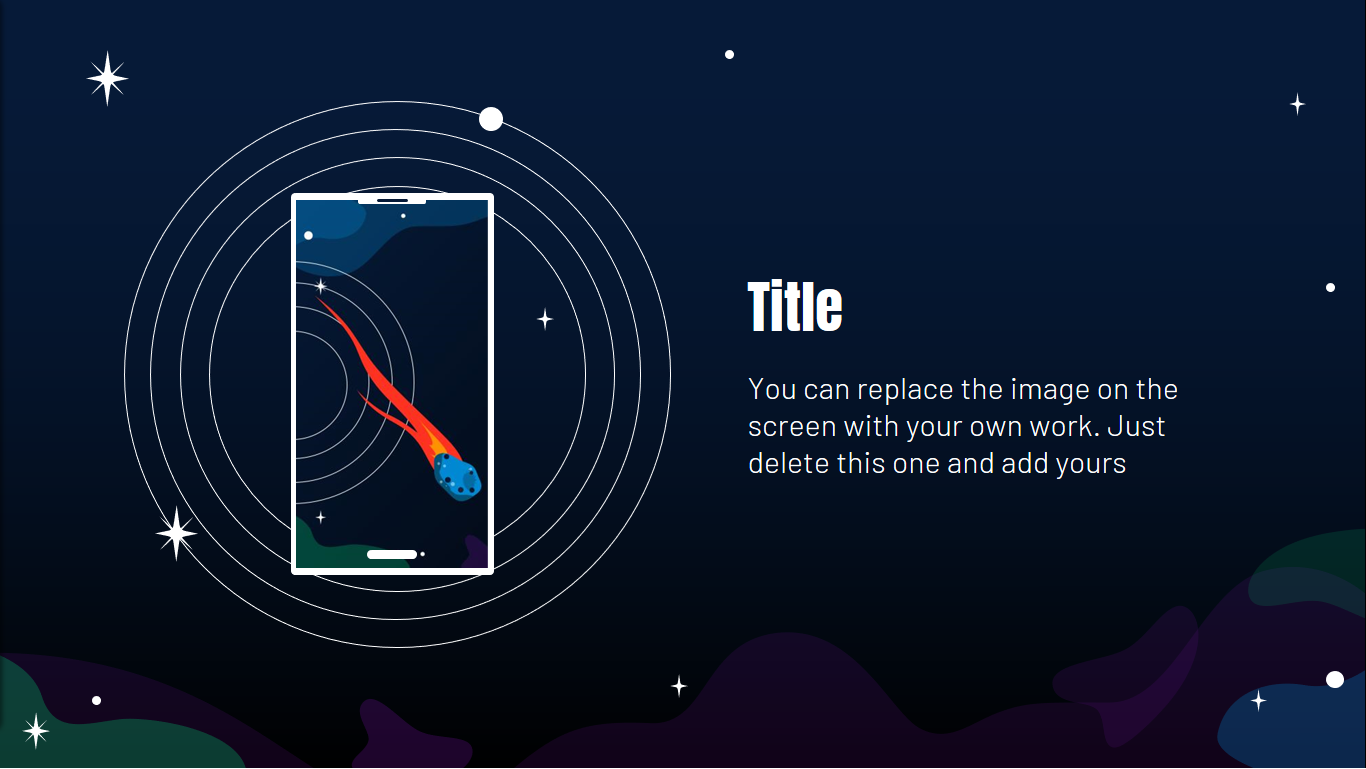 Title
You can replace the image on the
screen with your own work. Just
delete this one and add yours